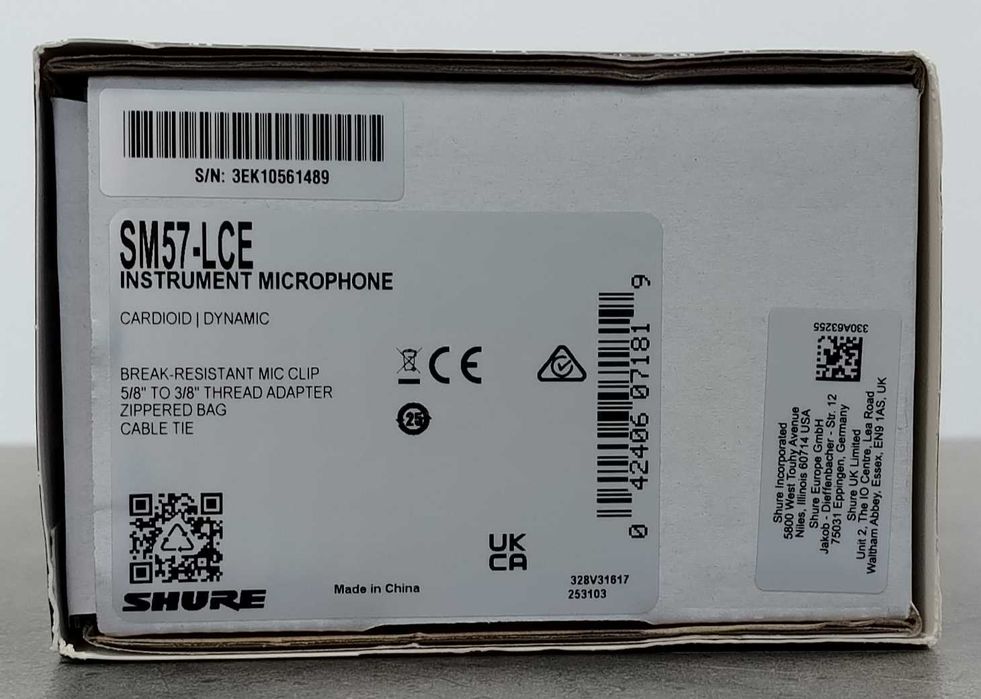 S/N: 3EK10561489
SM57-LCE
INSTRUMENT MICROPHONE
CARDIOID | DYNAMIC
BREAK-RESISTANT MIC CLIP
5/8" TO 3/8" THREAD ADAPTER
ZIPPERED BAG
CABLE TIE
CE
25
0 42406 07181 9
UK
CA
SHURE
Made in China
328V31617
253103
330A63255
Shure Incorporated
5800 West Touhy Avenue
Niles, Illinois 60714 USA
Shure Europe GmbH
Jakob - Dieffenbacher - Str. 12
75031 Eppingen, Germany
Shure UK Limited
Unit 2, The IO Centre, Lea Road
Waltham Abbey, Essex, EN9 1AS, UK